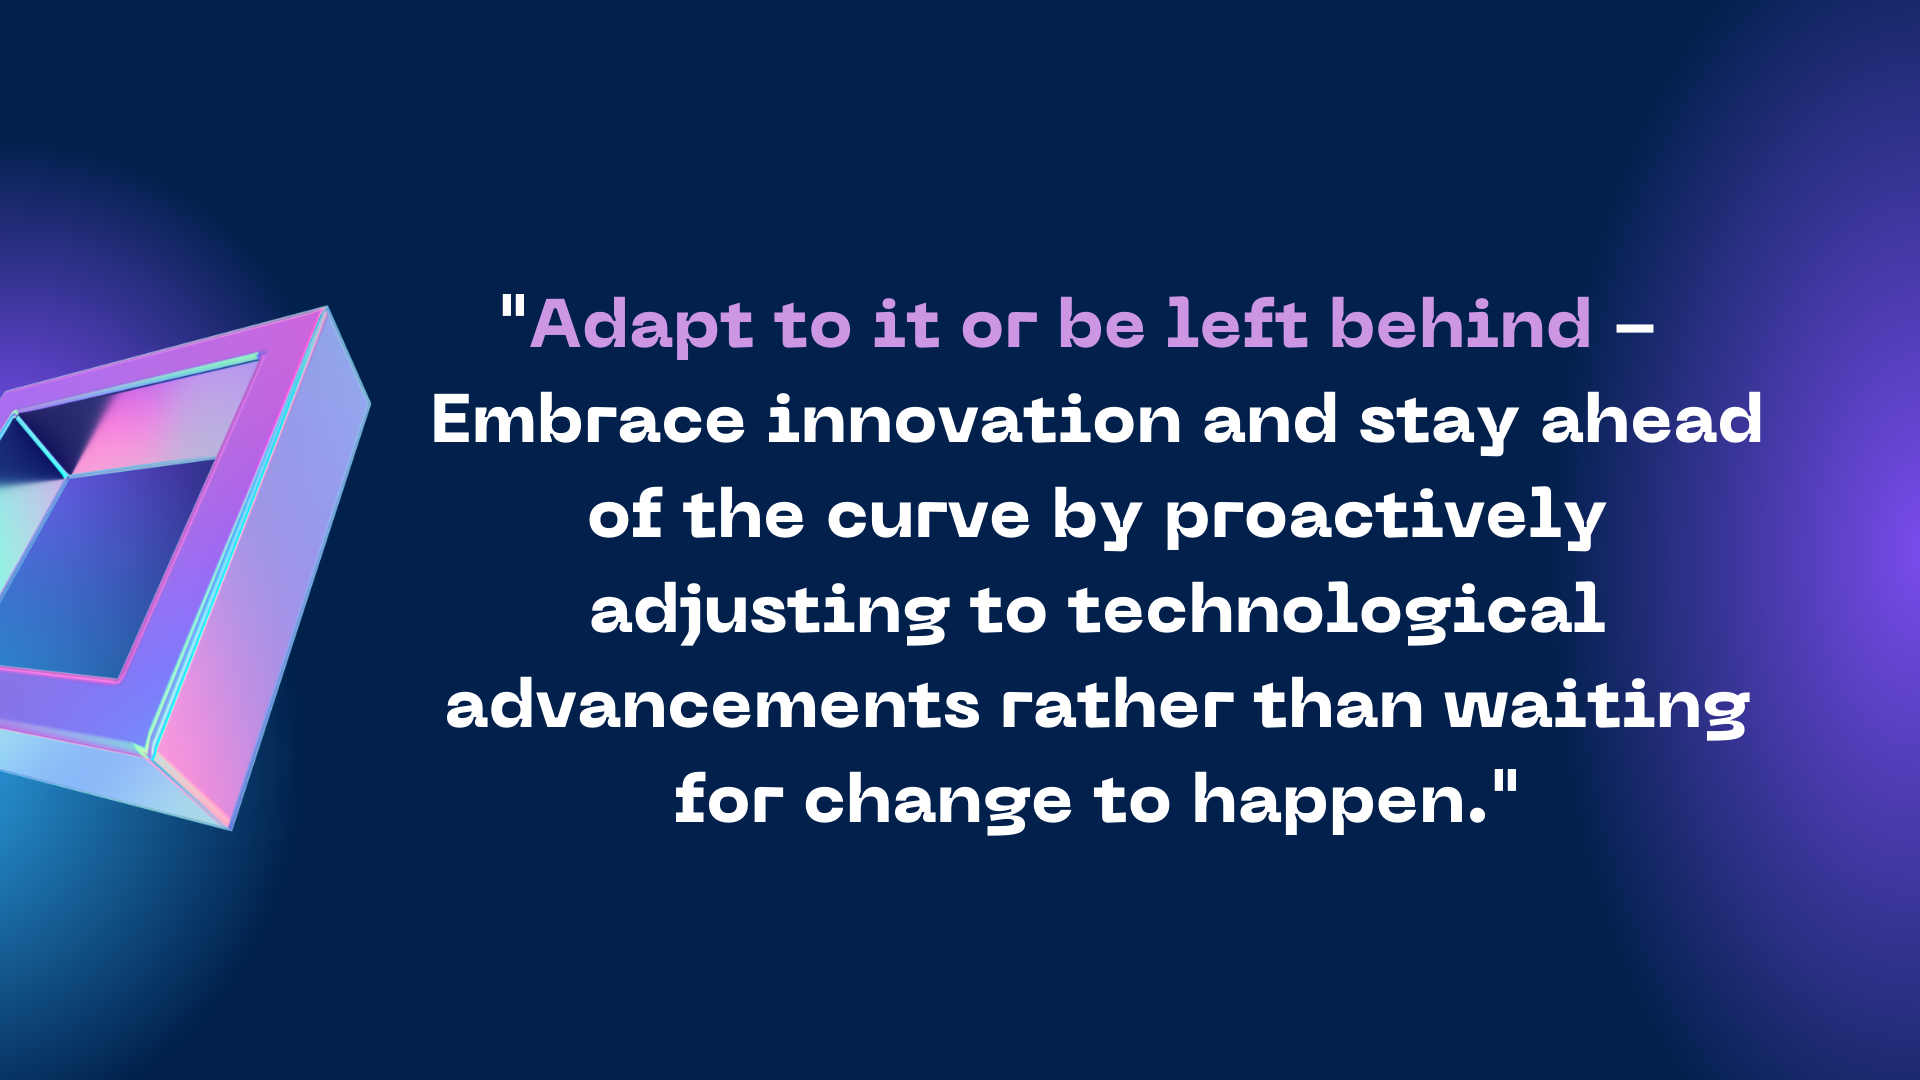 "Adapt to it or be left behind –
Embrace innovation and stay ahead
of the curve by proactively
adjusting to technological
advancements rather than waiting
for change to happen."